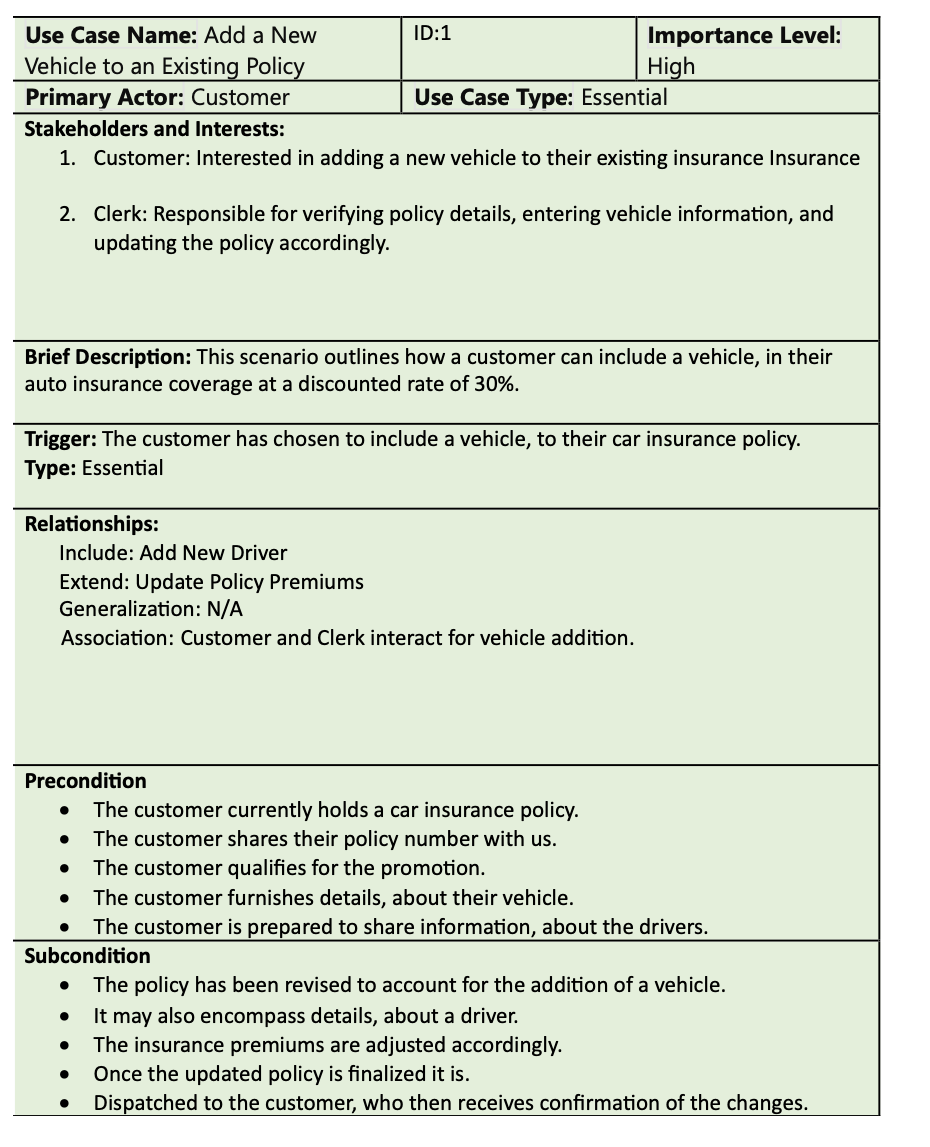 Use Case Name: Add a New
Vehicle to an Existing Policy
ID:1
Importance Level:
High
Primary Actor: Customer
Use Case Type: Essential
Stakeholders and Interests:
1. Customer: Interested in adding a new vehicle to their existing insurance Insurance
2. Clerk: Responsible for verifying policy details, entering vehicle information, and
updating the policy accordingly.
Brief Description: This scenario outlines how a customer can include a vehicle, in their
auto insurance coverage at a discounted rate of 30%.
Trigger: The customer has chosen to include a vehicle, to their car insurance policy.
Type: Essential
Relationships:
Include: Add New Driver
Extend: Update Policy Premiums
Generalization: N/A
Association: Customer and Clerk interact for vehicle addition.
Precondition
• The customer currently holds a car insurance policy.
• The customer shares their policy number with us.
• The customer qualifies for the promotion.
• The customer furnishes details, about their vehicle.
• The customer is prepared to share information, about the drivers.
Subcondition
• The policy has been revised to account for the addition of a vehicle.
• It may also encompass details, about a driver.
• The insurance premiums are adjusted accordingly.
• Once the updated policy is finalized it is.
• Dispatched to the customer, who then receives confirmation of the changes.